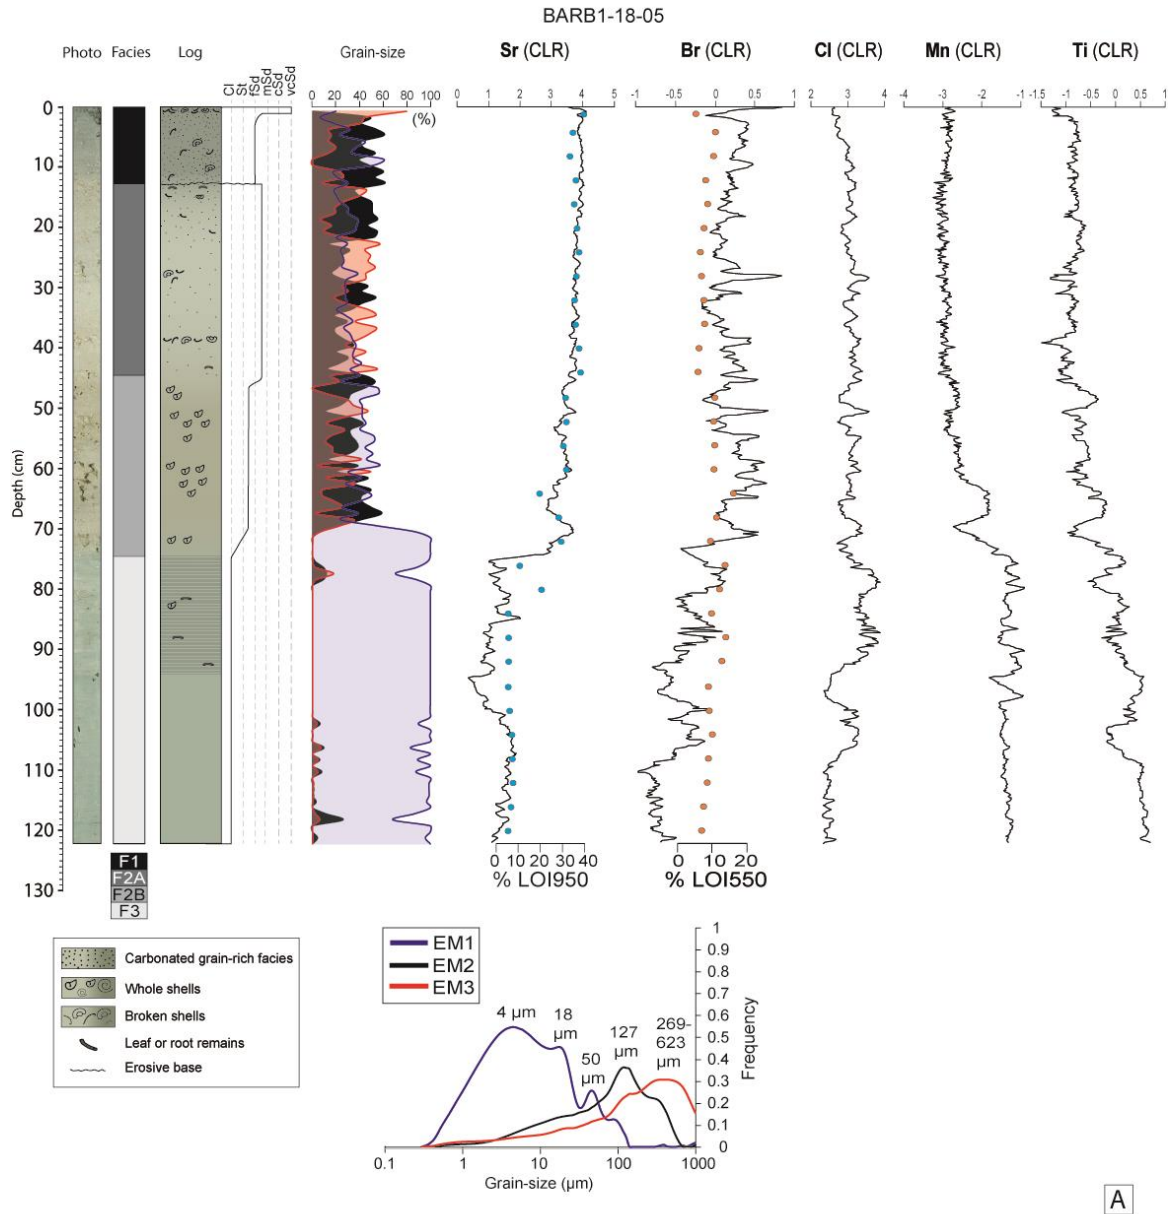 BARB1-18-05
Photo Facies Log Grain-size Sr (CLR) Br (CLR) Cl (CLR) Mn (CLR) Ti (CLR)
Cl St fSd mSd cSd vcSd
0 20 40 60 80 100
(%)
0 1 2 3 4 5
-1 -0.5 0 0.5 1
1 2 3 4 5
-4 -3 -2 -1
-1.5 -1 -0.5 0 0.5 1
0
10
20
30
40
50
60
70
80
90
100
110
120
130
Depth (cm)
0 10 20 30 40
% LOI950
0 10 20
% LOI550
F1
F2A
F2B
F3
Carbonated grain-rich facies
Whole shells
Broken shells
Leaf or root remains
Erosive base
EM1
EM2
EM3
4 µm
18
µm
50
µm
127
µm
269-
623
µm
1
0.9
0.8
0.7
0.6
0.5
0.4
0.3
0.2
0.1
0
Frequency
0.1 1 10 100 1000
Grain-size (µm)
A